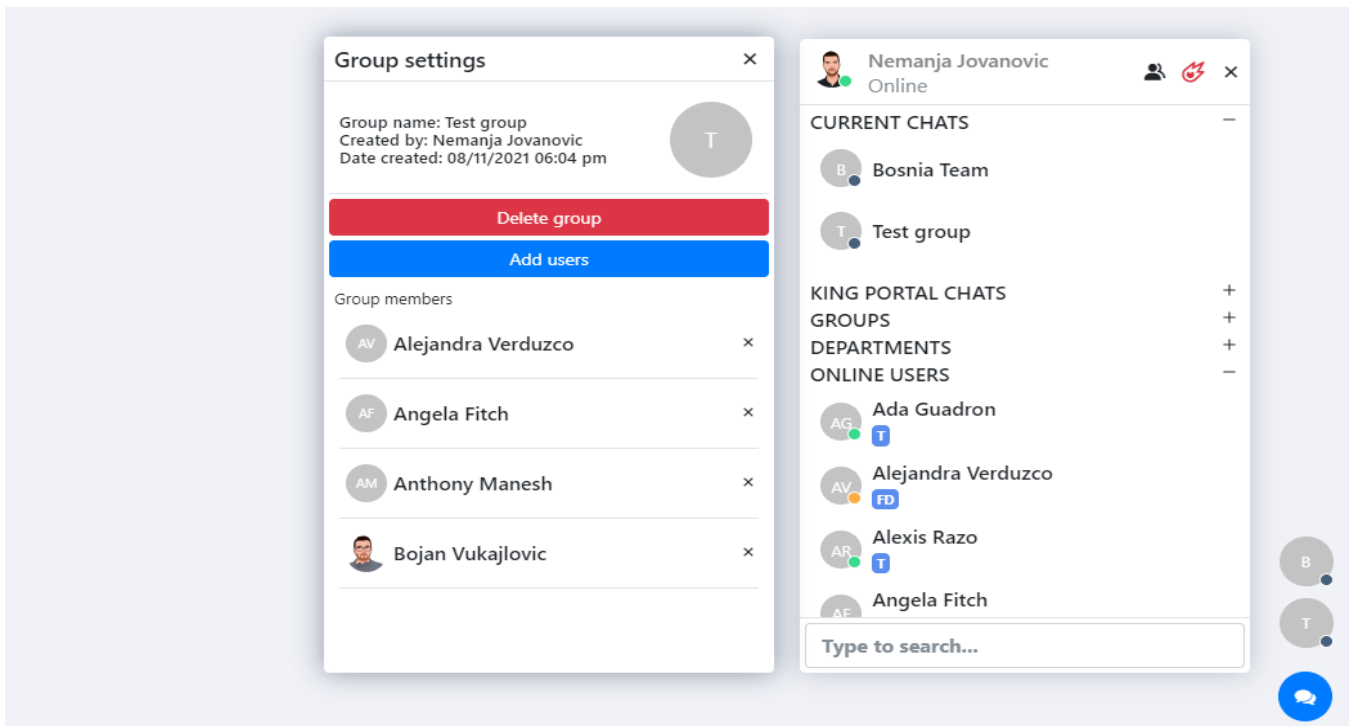 Group settings
×
Group name: Test group
Created by: Nemanja Jovanovic
Date created: 08/11/2021 06:04 pm
T
Delete group
Add users
Group members
AV Alejandra Verduzco ×
AF Angela Fitch ×
AM Anthony Manesh ×
Bojan Vukajlovic ×
Nemanja Jovanovic
Online
×
CURRENT CHATS −
B Bosnia Team
T Test group
KING PORTAL CHATS +
GROUPS +
DEPARTMENTS +
ONLINE USERS −
AG Ada Guadron
T
AV Alejandra Verduzco
FD
AR Alexis Razo
T
AF Angela Fitch
Type to search...
B
T